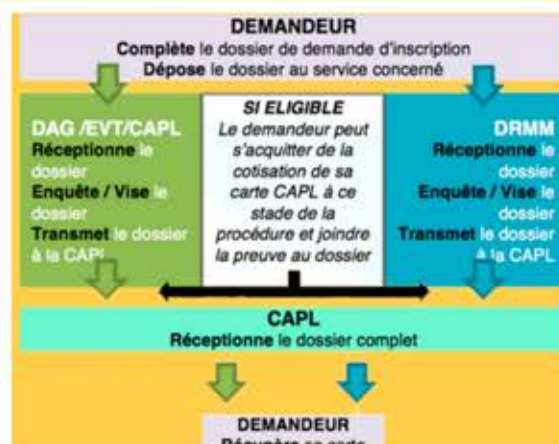 DEMANDEUR
Complète le dossier de demande d'inscription
Dépose le dossier au service concerné
DAG /EVT/CAPL
Réceptionne le
dossier
Enquête / Vise le
dossier
Transmet le dossier
à la CAPL
SI ELIGIBLE
Le demandeur peut
s'acquitter de la
cotisation de sa
carte CAPL à ce
stade de la
procédure et joindre
la preuve au dossier
DRMM
Réceptionne le
dossier
Enquête / Vise le
dossier
Transmet le dossier
à la CAPL
CAPL
Réceptionne le dossier complet
DEMANDEUR
Récupère sa carte